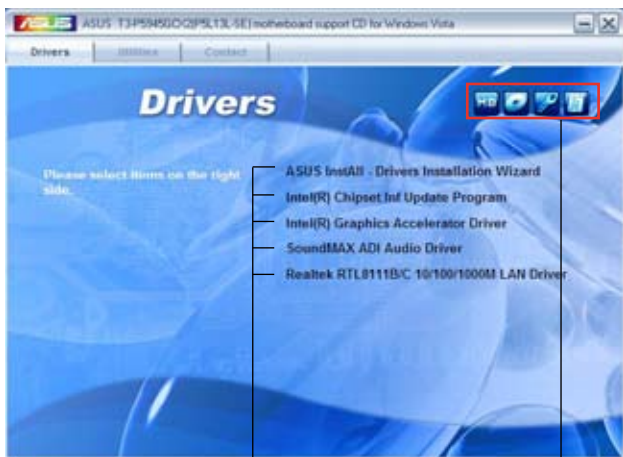 ASUS T3-P5945GCX2(P5L13L-SE) motherboard support CD for Windows Vista
Drivers Utilities Contact
Drivers
Please select items on the right
side.
ASUS InstAll - Drivers Installation Wizard
Intel(R) Chipset Inf Update Program
Intel(R) Graphics Accelerator Driver
SoundMAX ADI Audio Driver
Realtek RTL8111B/C 10/100/1000M LAN Driver